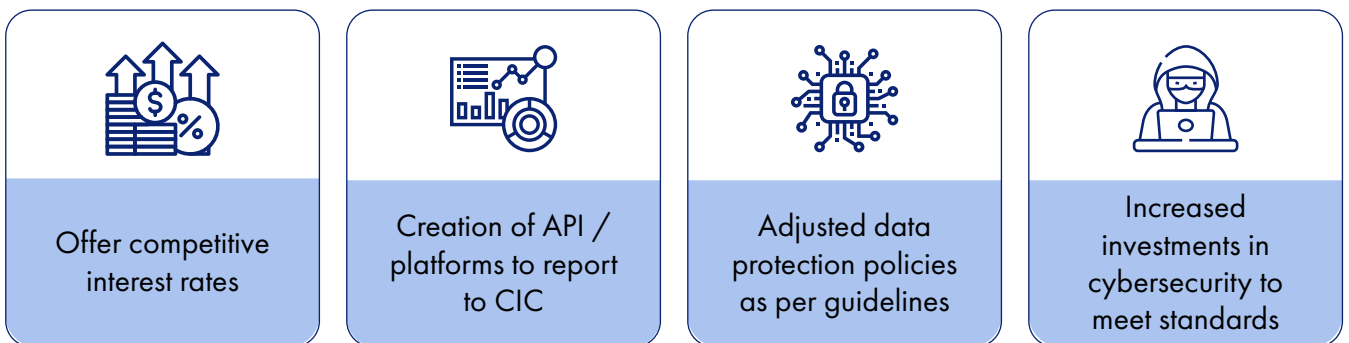 Offer competitive
interest rates
Creation of API /
platforms to report
to CIC
Adjusted data
protection policies
as per guidelines
Increased
investments in
cybersecurity to
meet standards